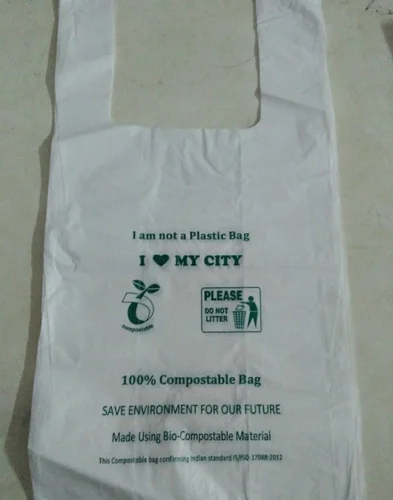 I am not a Plastic Bag
I ♥ MY CITY
compostable
PLEASE
DO NOT
LITTER
100% Compostable Bag
SAVE ENVIRONMENT FOR OUR FUTURE
Made Using Bio-Compostable Material
This Compostable bag confirming Indian standard IS/ISO 17088:2012